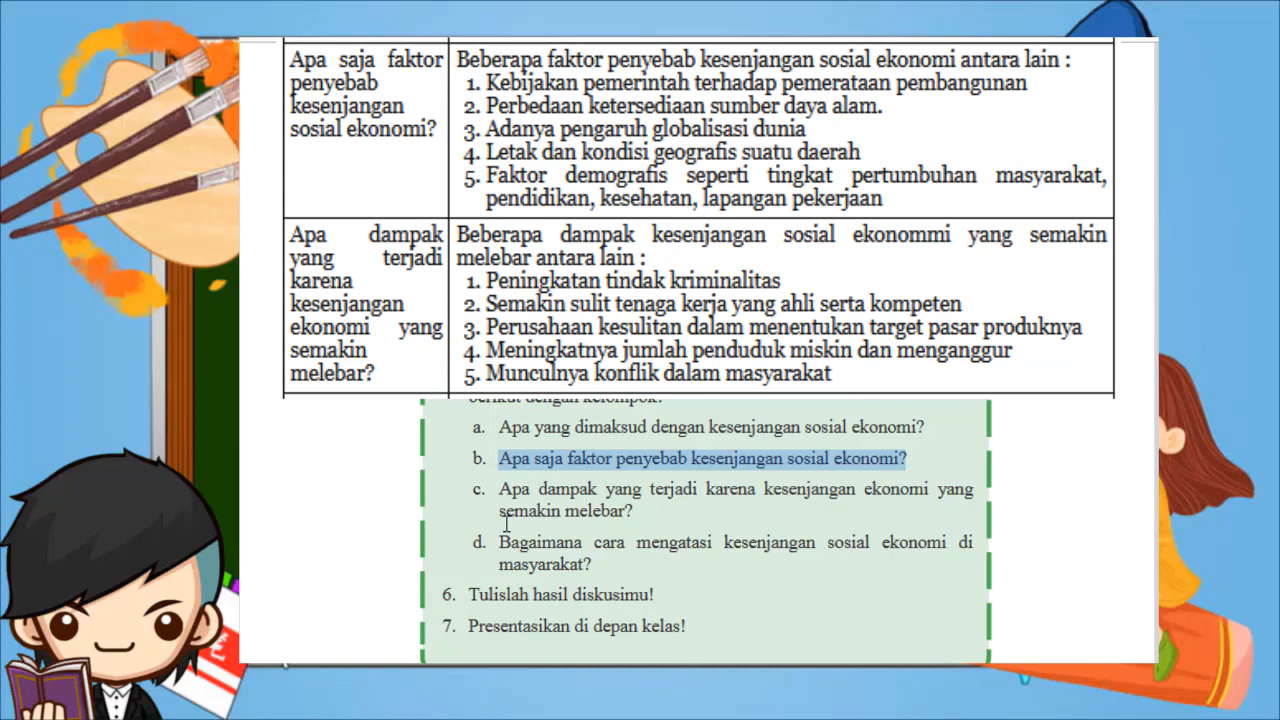 Apa saja faktor
penyebab
kesenjangan
sosial ekonomi?
Beberapa faktor penyebab kesenjangan sosial ekonomi antara lain :
1. Kebijakan pemerintah terhadap pemerataan pembangunan
2. Perbedaan ketersediaan sumber daya alam.
3. Adanya pengaruh globalisasi dunia
4. Letak dan kondisi geografis suatu daerah
5. Faktor demografis seperti tingkat pertumbuhan masyarakat,
pendidikan, kesehatan, lapangan pekerjaan
Apa dampak
yang terjadi
karena
kesenjangan
ekonomi yang
semakin
melebar?
Beberapa dampak kesenjangan sosial ekonommi yang semakin
melebar antara lain :
1. Peningkatan tindak kriminalitas
2. Semakin sulit tenaga kerja yang ahli serta kompeten
3. Perusahaan kesulitan dalam menentukan target pasar produknya
4. Meningkatnya jumlah penduduk miskin dan menganggur
5. Munculnya konflik dalam masyarakat
berikut dengan kelompok!
a. Apa yang dimaksud dengan kesenjangan sosial ekonomi?
b. Apa saja faktor penyebab kesenjangan sosial ekonomi?
c. Apa dampak yang terjadi karena kesenjangan ekonomi yang
semakin melebar?
d. Bagaimana cara mengatasi kesenjangan sosial ekonomi di
masyarakat?
6. Tulislah hasil diskusimu!
7. Presentasikan di depan kelas!